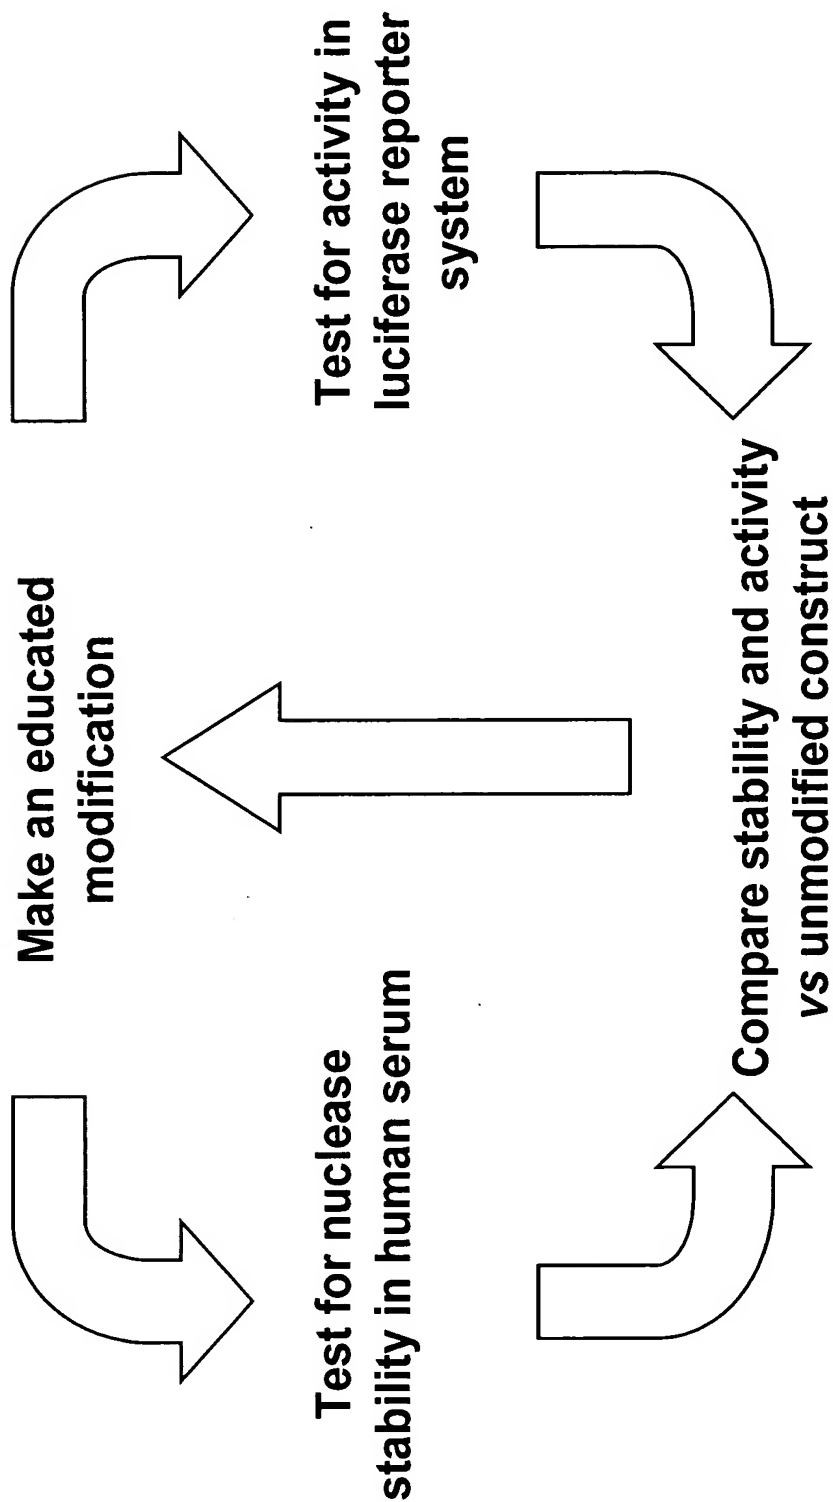 Make an educated
modification
Test for nuclease
stability in human serum
Test for activity in
luciferase reporter
system
Compare stability and activity
vs unmodified construct